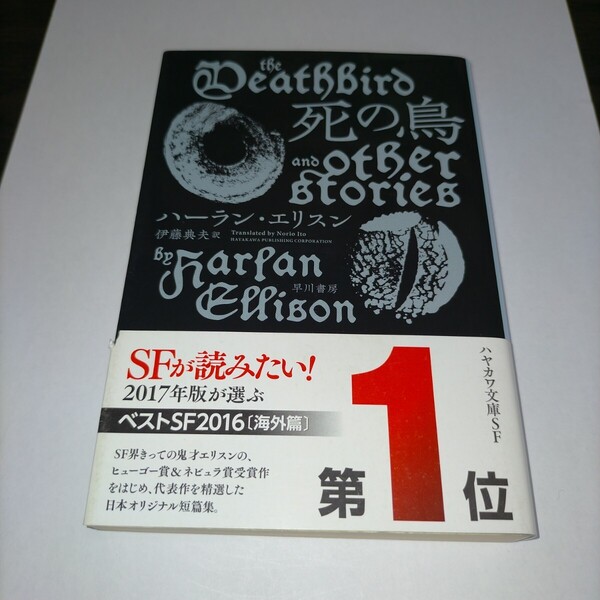 the
Deathbird
死の鳥
and other
stories
ハーラン・エリスン
伊藤典夫 訳
Translated by Norio Ito
HAYAKAWA PUBLISHING CORPORATION
by Harlan
Ellison
早川書房
SFが読みたい!
2017年版が選ぶ
ベストSF2016〔海外篇〕
第1位
SF界きっての鬼才エリスンの、
ヒューゴー賞&ネビュラ賞受賞作
をはじめ、代表作を精選した
日本オリジナル短篇集。
ハヤカワ文庫SF